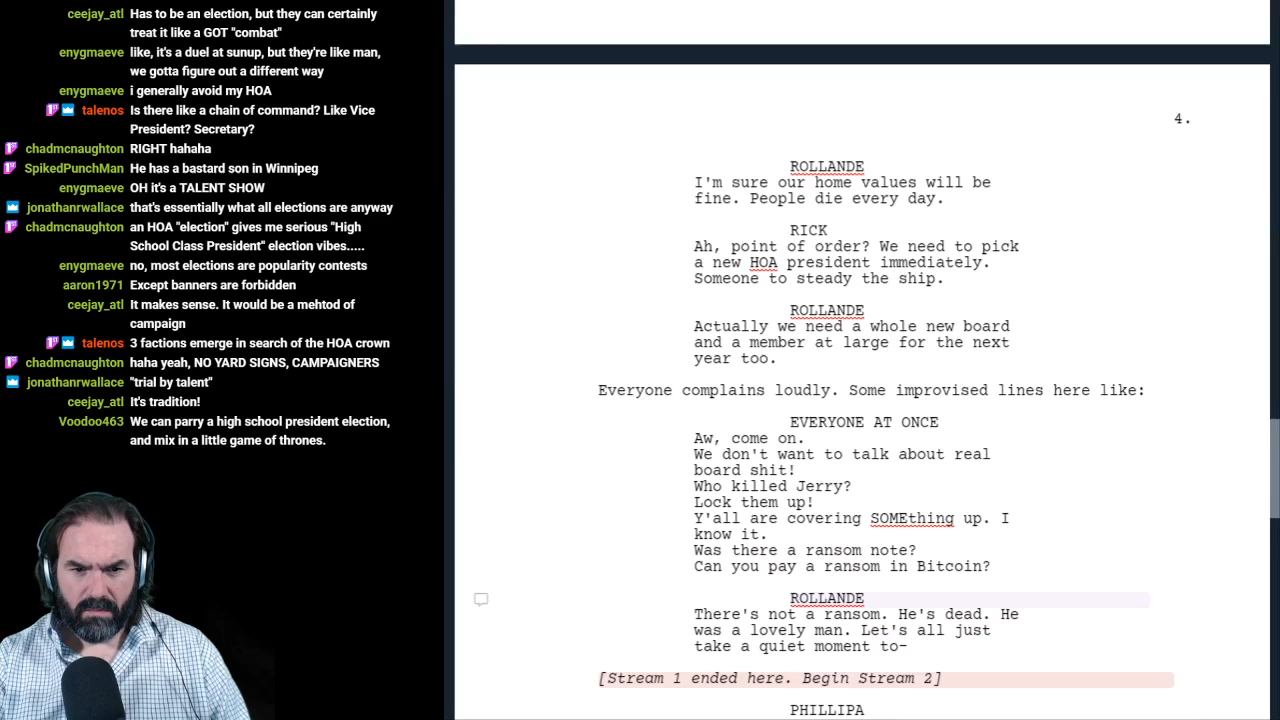 ceejay_atl Has to be an election, but they can certainly
treat it like a GOT "combat"
enygmaeve like, it's a duel at sunup, but they're like man,
we gotta figure out a different way
enygmaeve i generally avoid my HOA
talenos Is there like a chain of command? Like Vice
President? Secretary?
chadmcnaughton RIGHT hahaha
SpikedPunchMan He has a bastard son in Winnipeg
enygmaeve OH it's a TALENT SHOW
jonathanrwallace that's essentially what all elections are anyway
chadmcnaughton an HOA "election" gives me serious "High
School Class President" election vibes.....
enygmaeve no, most elections are popularity contests
aaron1971 Except banners are forbidden
ceejay_atl It makes sense. It would be a mehtod of
campaign
talenos 3 factions emerge in search of the HOA crown
chadmcnaughton haha yeah, NO YARD SIGNS, CAMPAIGNERS
jonathanrwallace "trial by talent"
ceejay_atl It's tradition!
Voodoo463 We can parry a high school president election,
and mix in a little game of thrones.
4.
ROLLANDE
I'm sure our home values will be
fine. People die every day.
RICK
Ah, point of order? We need to pick
a new HOA president immediately.
Someone to steady the ship.
ROLLANDE
Actually we need a whole new board
and a member at large for the next
year too.
Everyone complains loudly. Some improvised lines here like:
EVERYONE AT ONCE
Aw, come on.
We don't want to talk about real
board shit!
Who killed Jerry?
Lock them up!
Y'all are covering SOMEthing up. I
know it.
Was there a ransom note?
Can you pay a ransom in Bitcoin?
ROLLANDE
There's not a ransom. He's dead. He
was a lovely man. Let's all just
take a quiet moment to-
[Stream 1 ended here. Begin Stream 2]
PHILLIPA